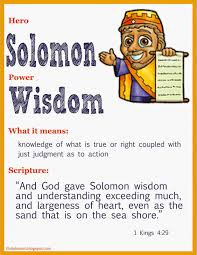 Hero
Solomon
Power
Wisdom
What it means:
knowledge of what is true or right coupled with
just judgment as to action
Scripture:
"And God gave Solomon wisdom
and understanding exceeding much,
and largeness of heart, even as the
sand that is on the sea shore."
1 Kings 4:29